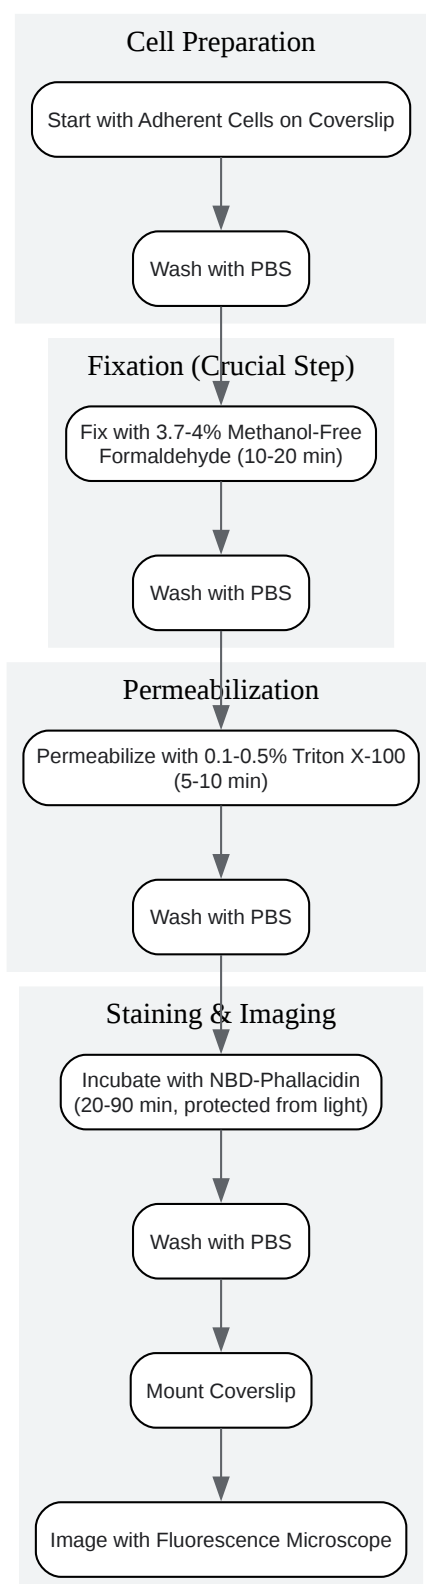 Cell Preparation
Start with Adherent Cells on Coverslip
Wash with PBS
Fixation (Crucial Step)
Fix with 3.7-4% Methanol-Free
Formaldehyde (10-20 min)
Wash with PBS
Permeabilization
Permeabilize with 0.1-0.5% Triton X-100
(5-10 min)
Wash with PBS
Staining & Imaging
Incubate with NBD-Phallacidin
(20-90 min, protected from light)
Wash with PBS
Mount Coverslip
Image with Fluorescence Microscope